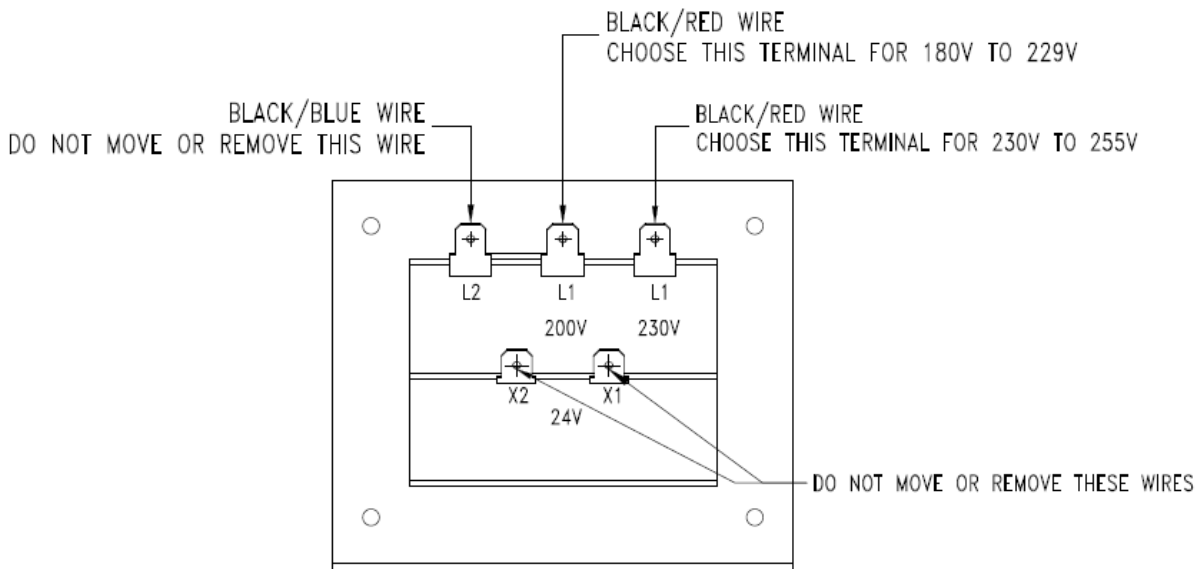 BLACK/RED WIRE
CHOOSE THIS TERMINAL FOR 180V TO 229V
BLACK/BLUE WIRE
DO NOT MOVE OR REMOVE THIS WIRE
BLACK/RED WIRE
CHOOSE THIS TERMINAL FOR 230V TO 255V
L2 L1 L1
200V 230V
X2 X1
24V
DO NOT MOVE OR REMOVE THESE WIRES